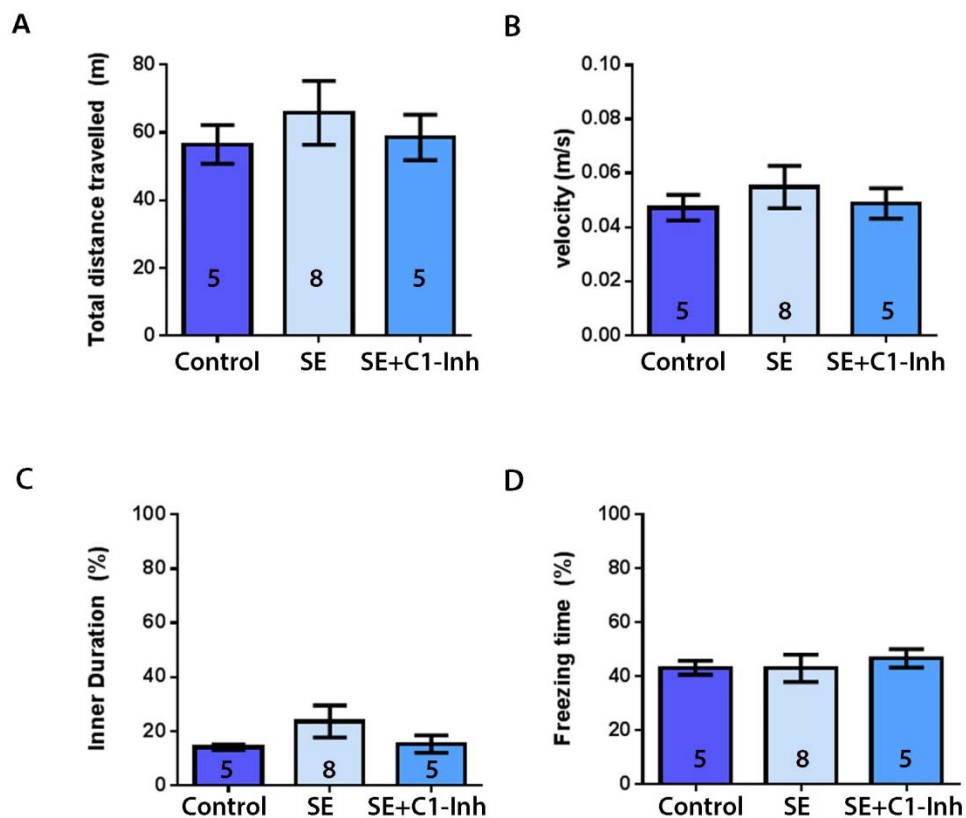 A
Total distance travelled (m)
80
60
40
20
0
5
8
5
Control
SE
SE+C1-Inh
B
velocity (m/s)
0.10
0.08
0.06
0.04
0.02
0.00
5
8
5
Control
SE
SE+C1-Inh
C
Inner Duration (%)
100
80
60
40
20
0
5
8
5
Control
SE
SE+C1-Inh
D
Freezing time (%)
100
80
60
40
20
0
5
8
5
Control
SE
SE+C1-Inh